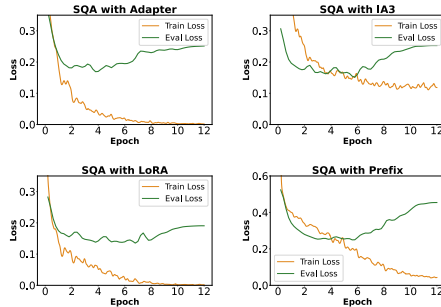 SQA with Adapter
Loss
0.3
0.2
0.1
0.0
Train Loss
Eval Loss
0 2 4 6 8 10 12
Epoch
SQA with IA3
Loss
0.3
0.2
0.1
0.0
Train Loss
Eval Loss
0 2 4 6 8 10 12
Epoch
SQA with LoRA
Loss
0.3
0.2
0.1
0.0
Train Loss
Eval Loss
0 2 4 6 8 10 12
Epoch
SQA with Prefix
Loss
0.6
0.4
0.2
0.0
Train Loss
Eval Loss
0 2 4 6 8 10 12
Epoch